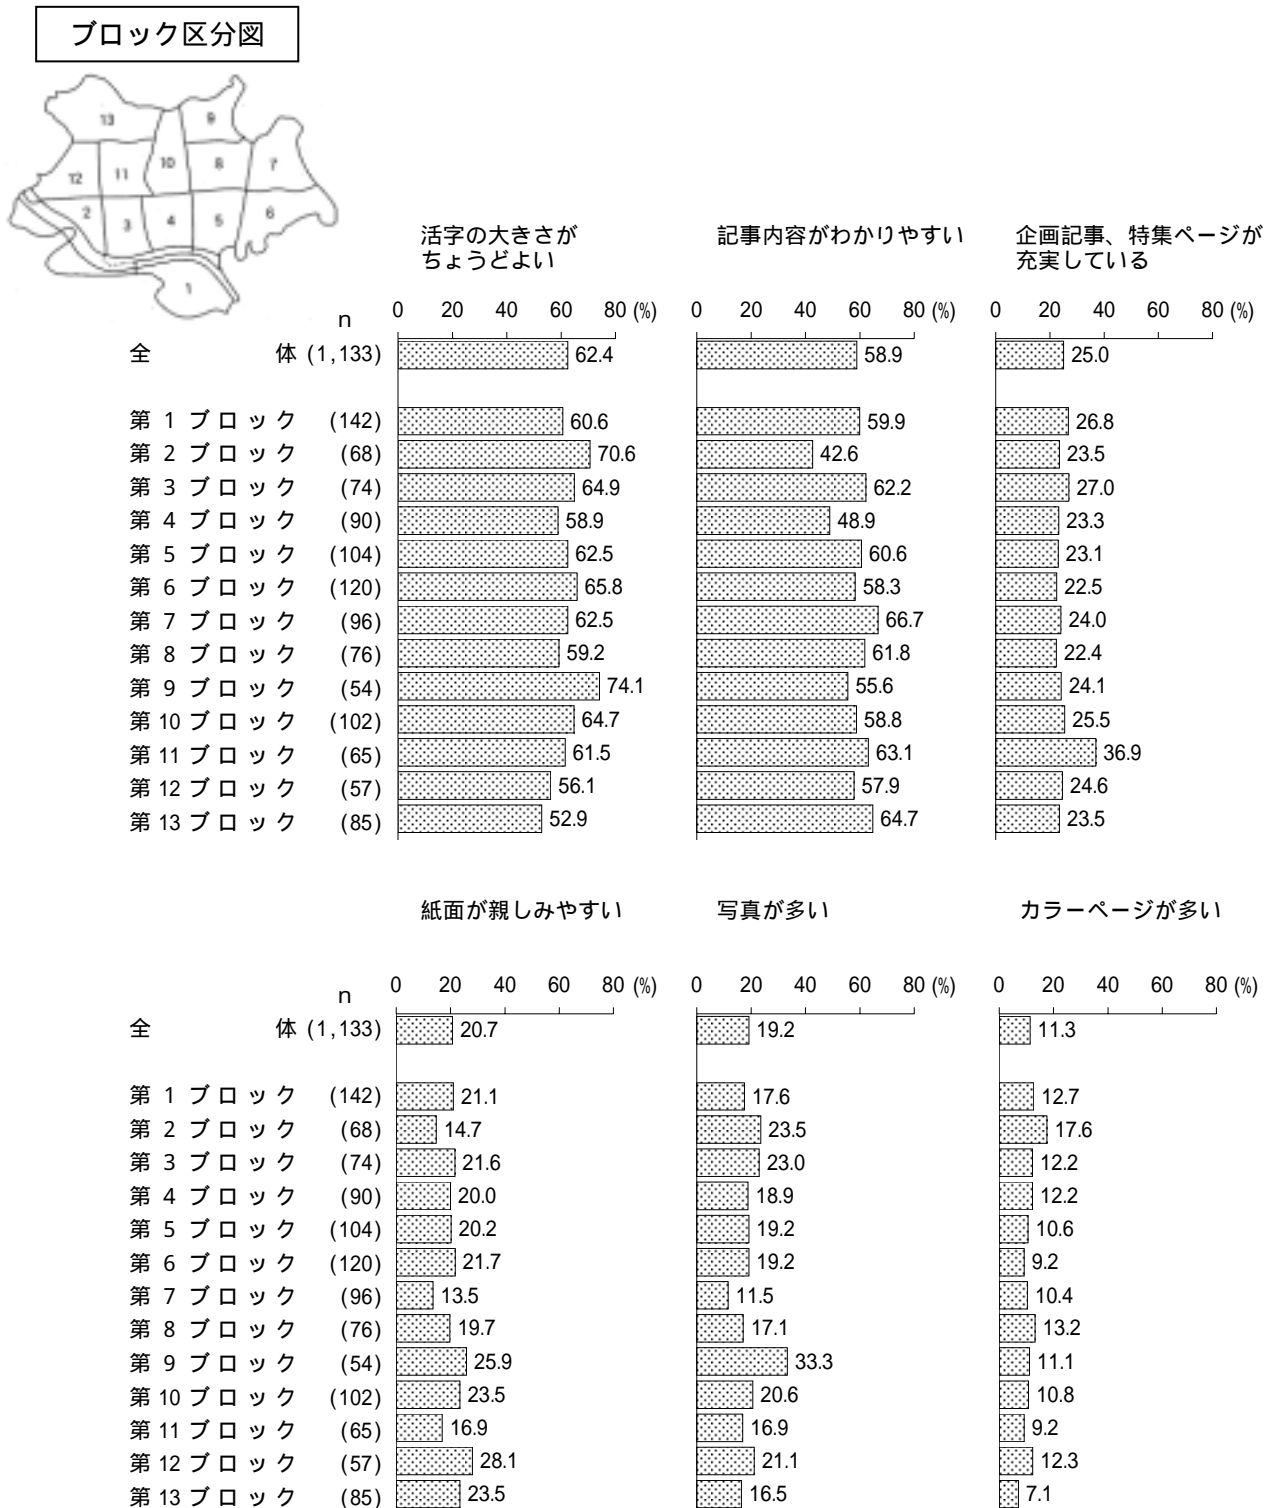 ブロック区分図
13
9
10
11
8
7
12
2
3
4
5
6
1
活字の大きさが
ちょうどよい
記事内容がわかりやすい
企画記事、特集ページが
充実している
n
0 20 40 60 80 (%) 0 20 40 60 80 (%) 0 20 40 60 80 (%)
全体 (1,133) 62.4 58.9 25.0
第 1 ブロック (142) 60.6 59.9 26.8
第 2 ブロック (68) 70.6 42.6 23.5
第 3 ブロック (74) 64.9 62.2 27.0
第 4 ブロック (90) 58.9 48.9 23.3
第 5 ブロック (104) 62.5 60.6 23.1
第 6 ブロック (120) 65.8 58.3 22.5
第 7 ブロック (96) 62.5 66.7 24.0
第 8 ブロック (76) 59.2 61.8 22.4
第 9 ブロック (54) 74.1 55.6 24.1
第 10 ブロック (102) 64.7 58.8 25.5
第 11 ブロック (65) 61.5 63.1 36.9
第 12 ブロック (57) 56.1 57.9 24.6
第 13 ブロック (85) 52.9 64.7 23.5
紙面が親しみやすい 写真が多い カラーページが多い
n
0 20 40 60 80 (%) 0 20 40 60 80 (%) 0 20 40 60 80 (%)
全体 (1,133) 20.7 19.2 11.3
第 1 ブロック (142) 21.1 17.6 12.7
第 2 ブロック (68) 14.7 23.5 17.6
第 3 ブロック (74) 21.6 23.0 12.2
第 4 ブロック (90) 20.0 18.9 12.2
第 5 ブロック (104) 20.2 19.2 10.6
第 6 ブロック (120) 21.7 19.2 9.2
第 7 ブロック (96) 13.5 11.5 10.4
第 8 ブロック (76) 19.7 17.1 13.2
第 9 ブロック (54) 25.9 33.3 11.1
第 10 ブロック (102) 23.5 20.6 10.8
第 11 ブロック (65) 16.9 16.9 9.2
第 12 ブロック (57) 28.1 21.1 12.3
第 13 ブロック (85) 23.5 16.5 7.1